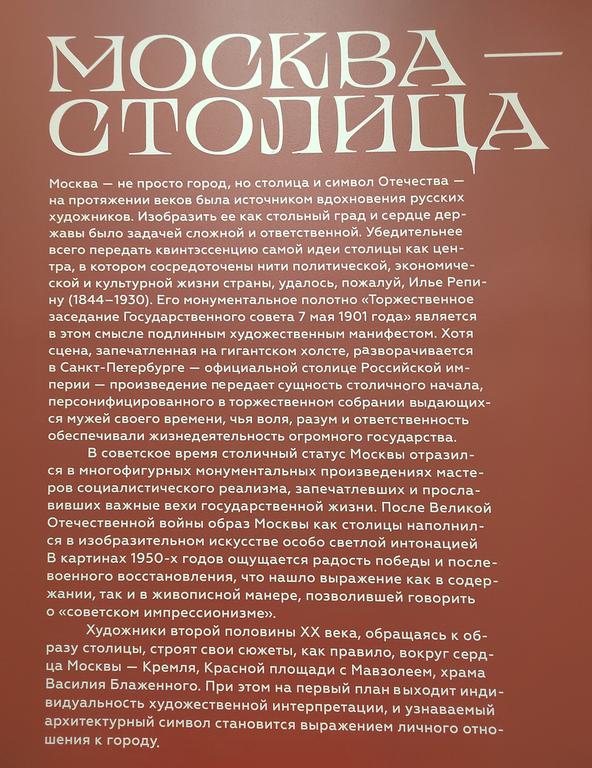 МОСКВА —
СТОЛИЦА
Москва — не просто город, но столица и символ Отечества —
на протяжении веков была источником вдохновения русских
художников. Изобразить ее как стольный град и сердце дер-
жавы было задачей сложной и ответственной. Убедительнее
всего передать квинтэссенцию самой идеи столицы как цен-
тра, в котором сосредоточены нити политической, экономиче-
ской и культурной жизни страны, удалось, пожалуй, Илье Репи-
ну (1844–1930). Его монументальное полотно «Торжественное
заседание Государственного совета 7 мая 1901 года» является
в этом смысле подлинным художественным манифестом. Хотя
сцена, запечатленная на гигантском холсте, разворачивается
в Санкт-Петербурге — официальной столице Российской им-
перии — произведение передает сущность столичного начала,
персонифицированного в торжественном собрании выдающих-
ся мужей своего времени, чья воля, разум и ответственность
обеспечивали жизнедеятельность огромного государства.
В советское время столичный статус Москвы отразил-
ся в многофигурных монументальных произведениях масте-
ров социалистического реализма, запечатлевших и просла-
вивших важные вехи государственной жизни. После Великой
Отечественной войны образ Москвы как столицы наполнил-
ся в изобразительном искусстве особо светлой интонацией
В картинах 1950-х годов ощущается радость победы и после-
военного восстановления, что нашло выражение как в содер-
жании, так и в живописной манере, позволившей говорить
о «советском импрессионизме».
Художники второй половины XX века, обращаясь к об-
разу столицы, строят свои сюжеты, как правило, вокруг серд-
ца Москвы — Кремля, Красной площади с Мавзолеем, храма
Василия Блаженного. При этом на первый план выходит инди-
видуальность художественной интерпретации, и узнаваемый
архитектурный символ становится выражением личного отно-
шения к городу.